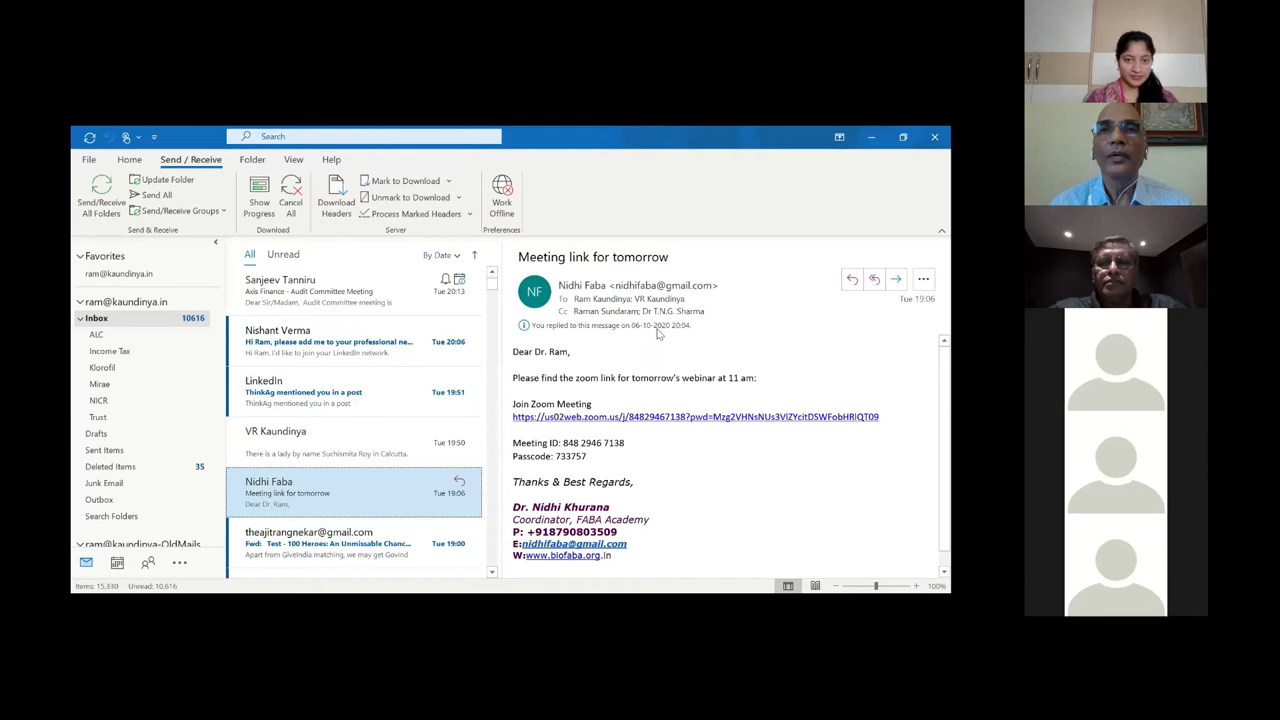 Search
File Home Send / Receive Folder View Help
Send/Receive All Folders
Update Folder
Send All
Send/Receive Groups
Send & Receive
Show Progress
Cancel All
Download
Download Headers
Mark to Download
Unmark to Download
Process Marked Headers
Server
Work Offline
Preferences
Favorites
ram@kaundinya.in
ram@kaundinya.in
Inbox 10616
ALC
Income Tax
Klorofil
Mirae
NICR
Trust
Drafts
Sent Items
Deleted Items 35
Junk Email
Outbox
Search Folders
ram@kaundinya-OldMails
All Unread By Date
Sanjeev Tanniru
Axis Finance - Audit Committee Meeting Tue 20:13
Dear Sir/Madam, Audit Committee meeting is
Nishant Verma
Hi Ram, please add me to your professional ne... Tue 20:06
Hi Ram, I'd like to join your LinkedIn network.
LinkedIn
ThinkAg mentioned you in a post Tue 19:51
ThinkAg mentioned you in a post
VR Kaundinya
Tue 19:50
There is a lady by name Suchismita Roy in Calcutta.
Nidhi Faba
Meeting link for tomorrow Tue 19:06
Dear Dr. Ram,
theajitrangnekar@gmail.com
Fwd: Test - 100 Heroes: An Unmissable Chanc... Tue 19:00
Apart from GiveIndia matching, we may get Govind
Meeting link for tomorrow
NF
Nidhi Faba <nidhifaba@gmail.com>
To Ram Kaundinya; VR Kaundinya
Tue 19:06
Cc Raman Sundaram; Dr T.N.G. Sharma
You replied to this message on 06-10-2020 20:04.
Dear Dr. Ram,
Please find the zoom link for tomorrow's webinar at 11 am:
Join Zoom Meeting
https://us02web.zoom.us/j/84829467138?pwd=Mzg2VHNsNUs3VlZYcitDSWFobHRlQT09
Meeting ID: 848 2946 7138
Passcode: 733757
Thanks & Best Regards,
Dr. Nidhi Khurana
Coordinator, FABA Academy
P: +918790803509
E:nidhifaba@gmail.com
W:www.biofaba.org.in
Items: 15,330 Unread: 10,616
100%